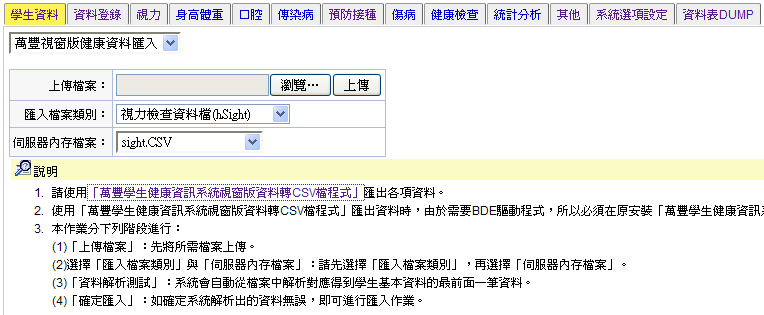 學生資料 資料登錄 視力 身高體重 口腔 傳染病 預防接種 傷病 健康檢查 統計分析 其他 系統選項設定 資料表DUMP
萬豐視窗版健康資料匯入
上傳檔案： 瀏覽… 上傳
匯入檔案類別： 視力檢查資料檔(hSight)
伺服器內存檔案： sight.CSV
說明
1. 請使用「萬豐學生健康資訊系統視窗版資料轉CSV檔程式」匯出各項資料。
2. 使用「萬豐學生健康資訊系統視窗版資料轉CSV檔程式」匯出資料時，由於需要BDE驅動程式，所以必須在原安裝「萬豐學生健康資訊
3. 本作業分下列階段進行：
(1)「上傳檔案」：先將所需檔案上傳。
(2)選擇「匯入檔案類別」與「伺服器內存檔案」：請先選擇「匯入檔案類別」，再選擇「伺服器內存檔案」。
(3)「資料解析測試」：系統會自動從檔案中解析對應得到學生基本資料的最前面一筆資料。
(4)「確定匯入」：如確定系統解析出的資料無誤，即可進行匯入作業。